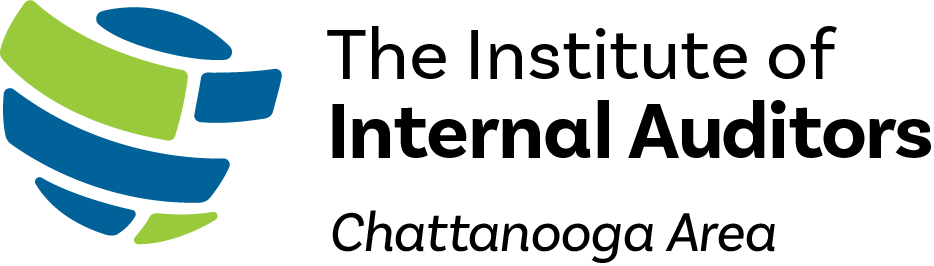 The Institute of
Internal Auditors
Chattanooga Area